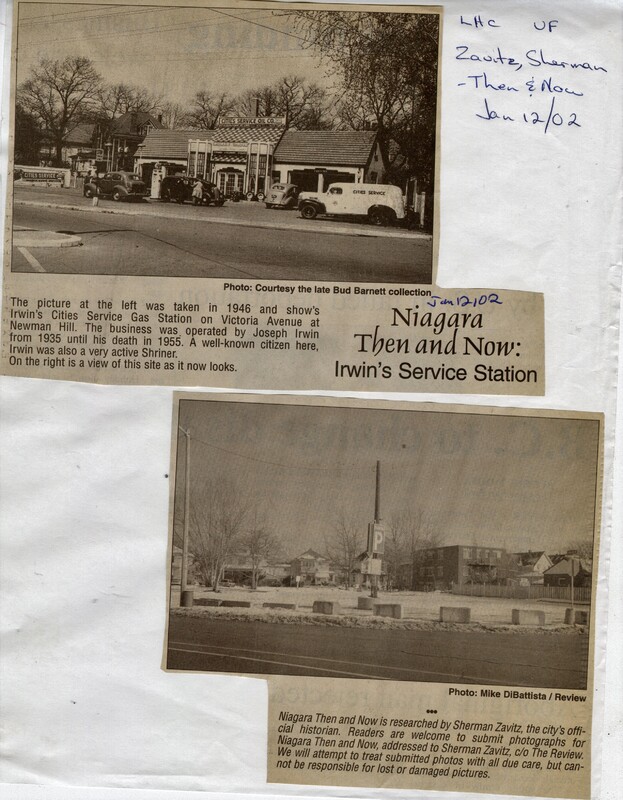 LHC UF
Zavitz, Sherman
- Then & Now
Jan 12/02
CITIES SERVICE OIL CO.
CITIES SERVICE
CITIES SERVICE
Photo: Courtesy the late Bud Barnett collection
Jan 12, 02
The picture at the left was taken in 1946 and show's
Irwin's Cities Service Gas Station on Victoria Avenue at
Newman Hill. The business was operated by Joseph Irwin
from 1935 until his death in 1955. A well-known citizen here,
Irwin was also a very active Shriner.
On the right is a view of this site as it now looks.
Niagara
Then and Now:
Irwin's Service Station
P
Photo: Mike DiBattista / Review
•••
Niagara Then and Now is researched by Sherman Zavitz, the city's offi-
cial historian. Readers are welcome to submit photographs for
Niagara Then and Now, addressed to Sherman Zavitz, c/o The Review.
We will attempt to treat submitted photos with all due care, but can-
not be responsible for lost or damaged pictures.